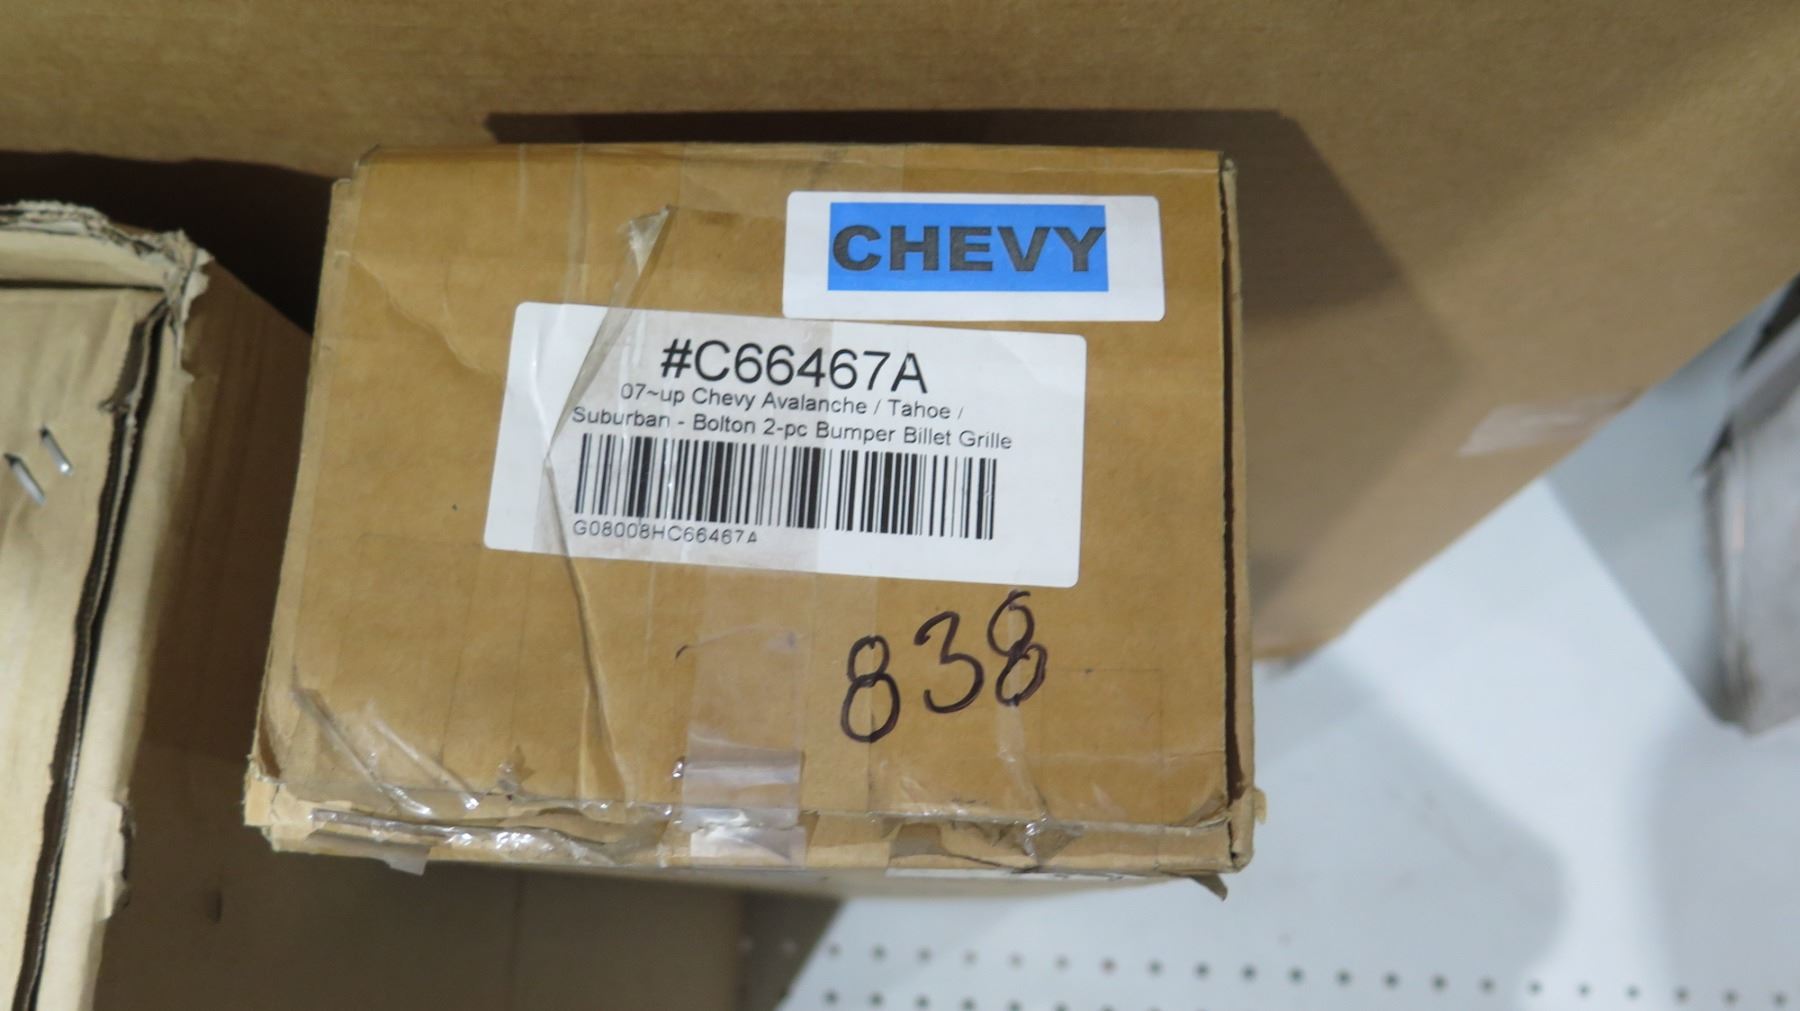 CHEVY
#C66467A
07~up Chevy Avalanche / Tahoe /
Suburban - Bolton 2-pc Bumper Billet Grille
G08008HC66467A
838